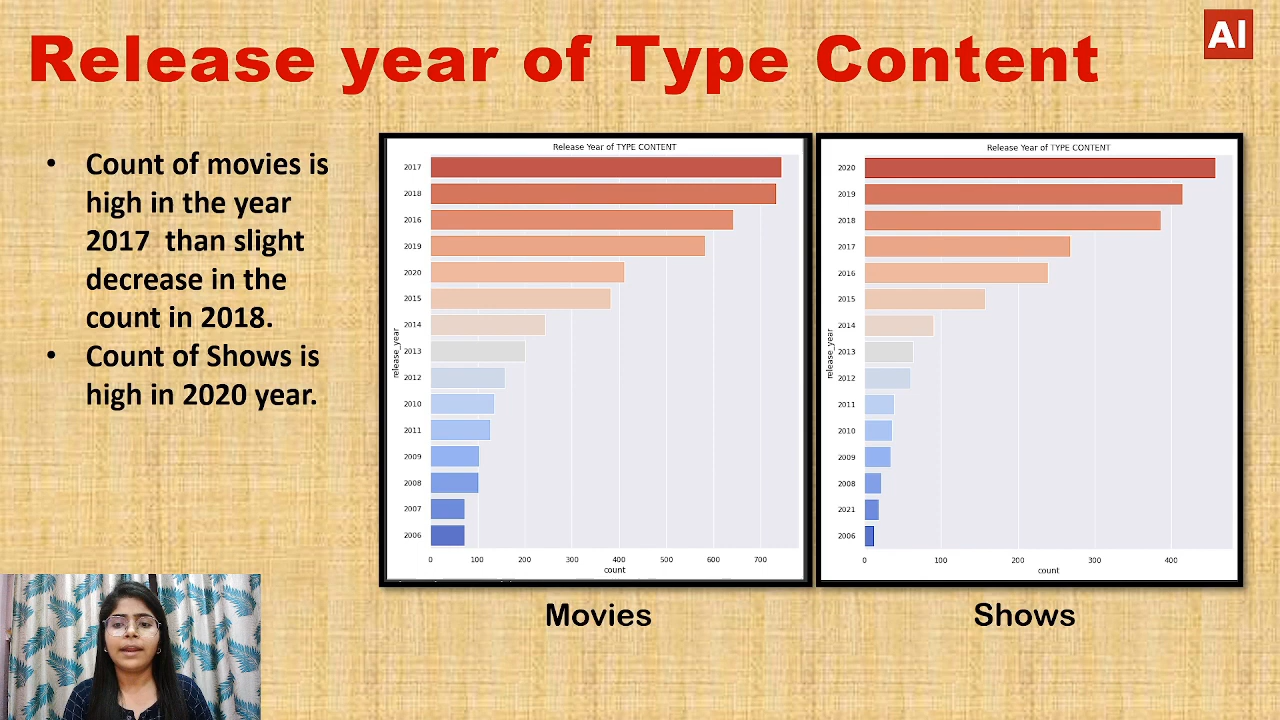 Release year of Type Content
AI
• Count of movies is
high in the year
2017 than slight
decrease in the
count in 2018.
• Count of Shows is
high in 2020 year.
Release Year of TYPE CONTENT
release_year
2017
2018
2016
2019
2020
2015
2014
2013
2012
2010
2011
2009
2008
2007
2006
0 100 200 300 400 500 600 700
count
Movies
Release Year of TYPE CONTENT
release_year
2020
2019
2018
2017
2016
2015
2014
2013
2012
2011
2010
2009
2008
2021
2006
0 100 200 300 400
count
Shows